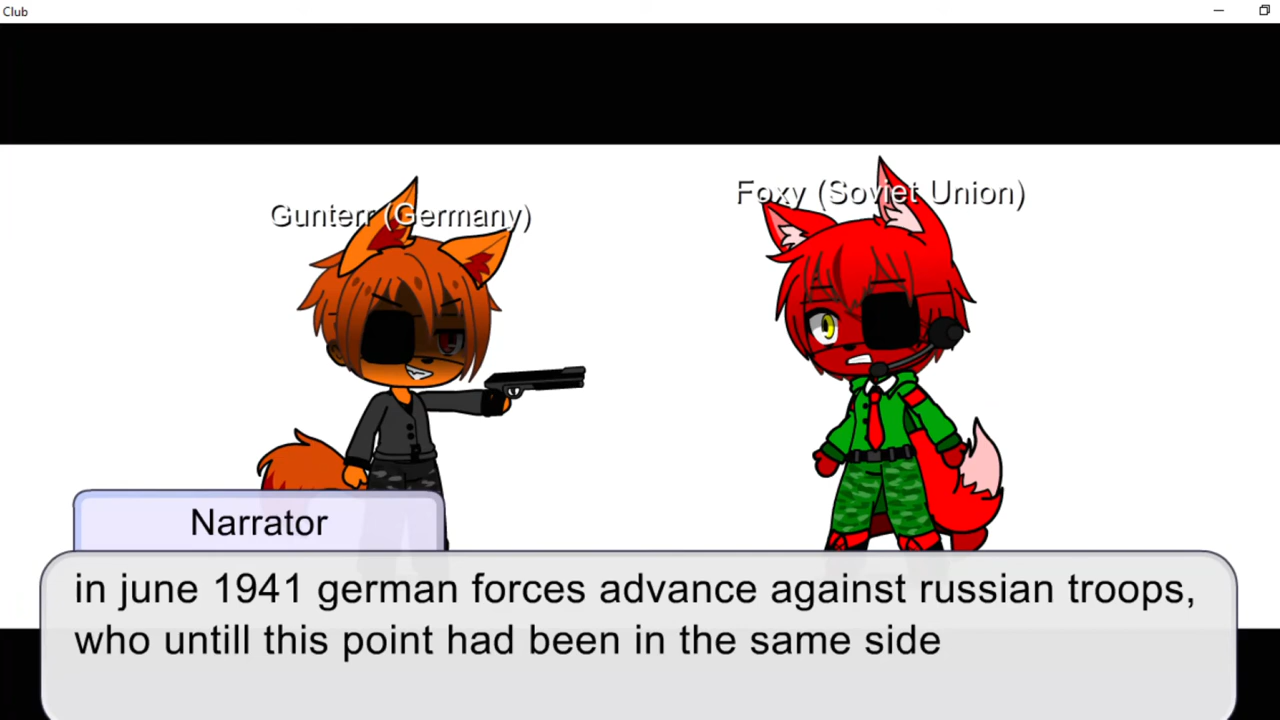 Club
Foxy (Soviet Union)
Gunterr (Germany)
Narrator
in june 1941 german forces advance against russian troops,
who untill this point had been in the same side